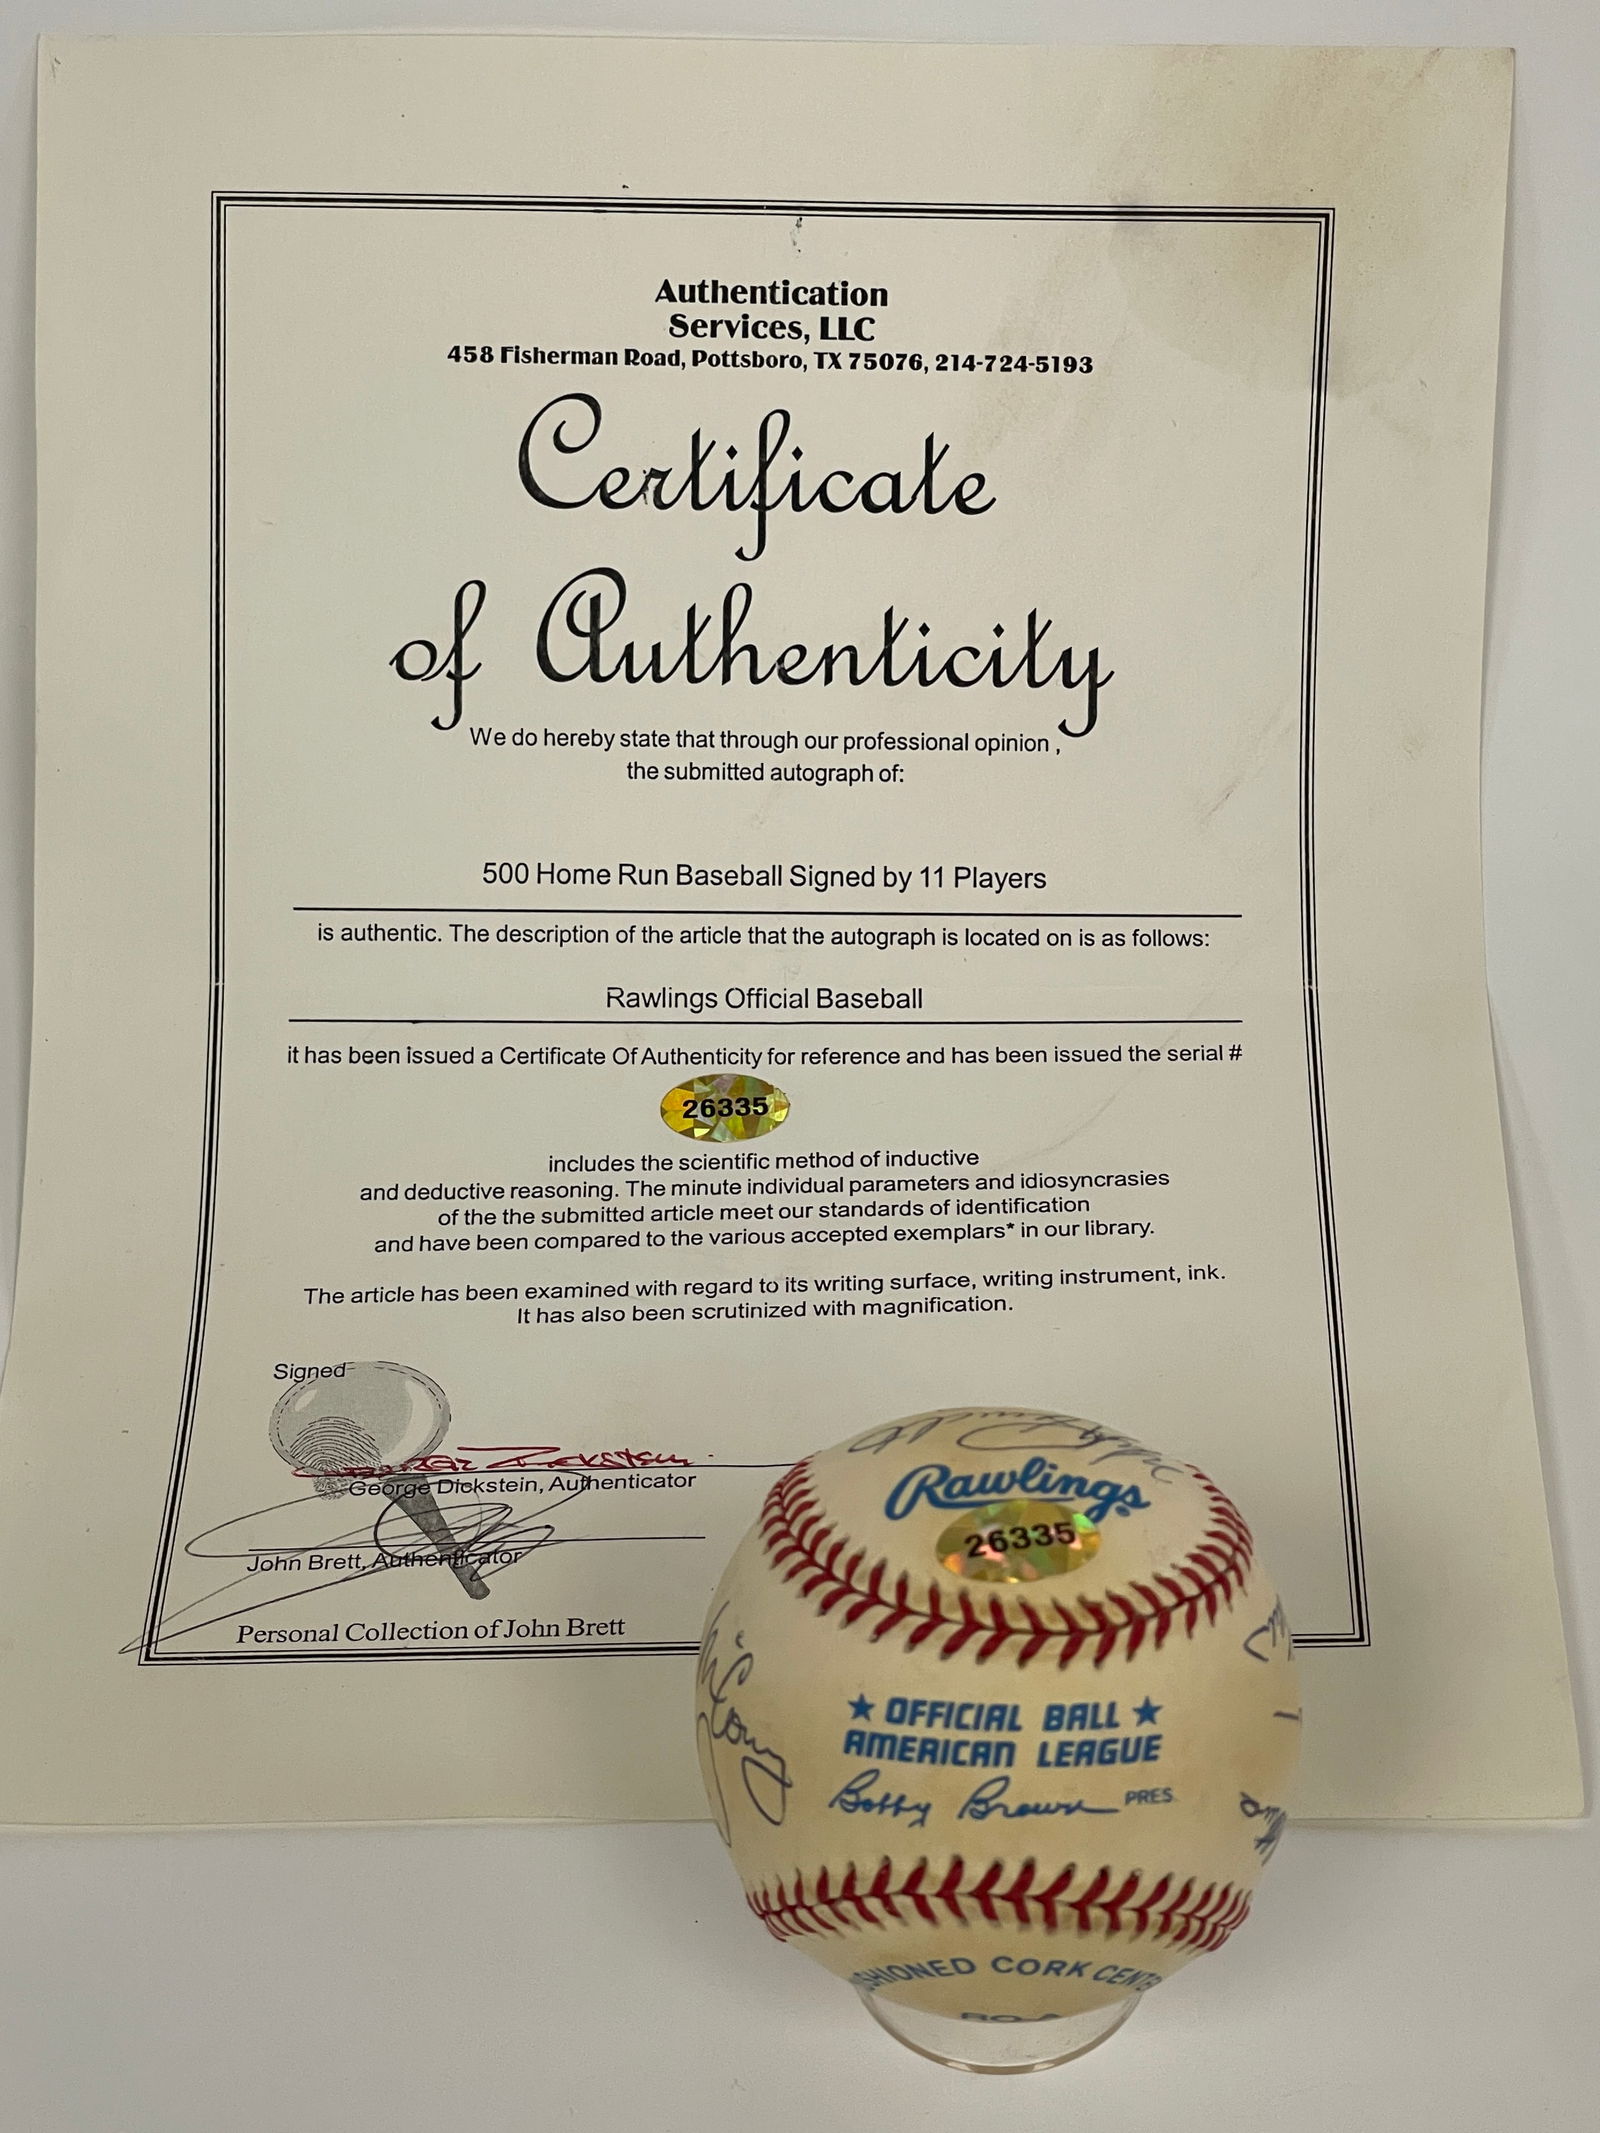 Authentication
Services, LLC
458 Fisherman Road, Pottsboro, TX 75076, 214-724-5193
Certificate
of Authenticity
We do hereby state that through our professional opinion ,
the submitted autograph of:
500 Home Run Baseball Signed by 11 Players
is authentic. The description of the article that the autograph is located on is as follows:
Rawlings Official Baseball
it has been issued a Certificate Of Authenticity for reference and has been issued the serial #
26335
includes the scientific method of inductive
and deductive reasoning. The minute individual parameters and idiosyncrasies
of the the submitted article meet our standards of identification
and have been compared to the various accepted exemplars* in our library.
The article has been examined with regard to its writing surface, writing instrument, ink.
It has also been scrutinized with magnification.
Signed
George Dickstein, Authenticator
John Brett, Authenticator
Personal Collection of John Brett
Rawlings
26335
★ OFFICIAL BALL ★
AMERICAN LEAGUE
Bobby Brown PRES.
CORK